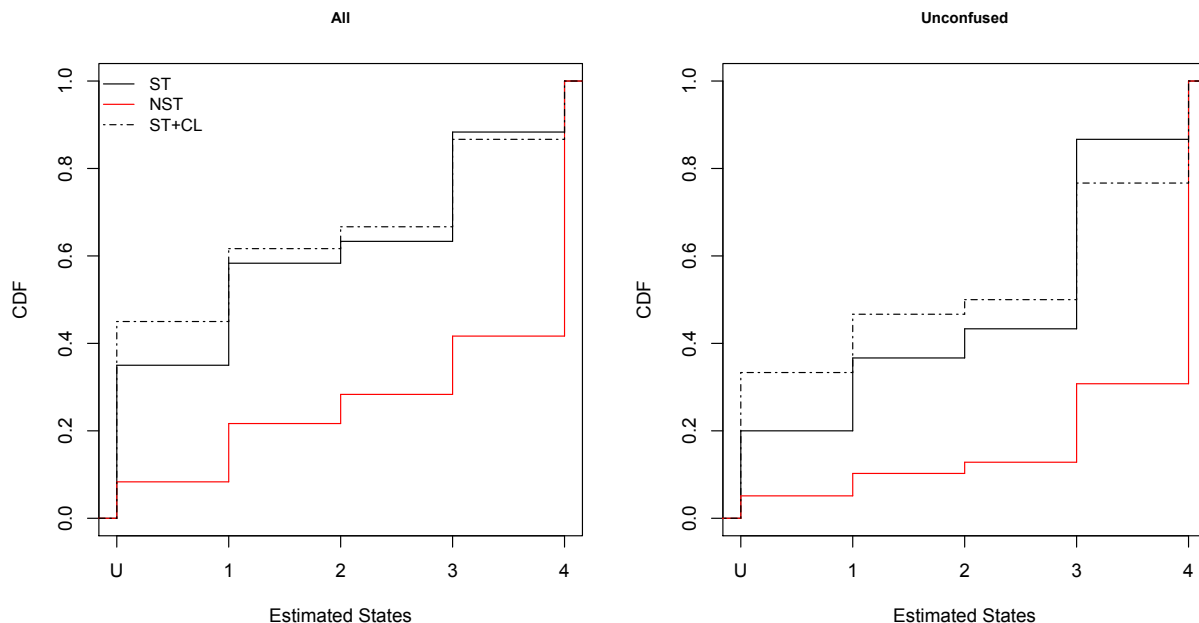 All
ST
NST
ST+CL
CDF
1.0
0.8
0.6
0.4
0.2
0.0
U 1 2 3 4
Estimated States
Unconfused
CDF
1.0
0.8
0.6
0.4
0.2
0.0
U 1 2 3 4
Estimated States